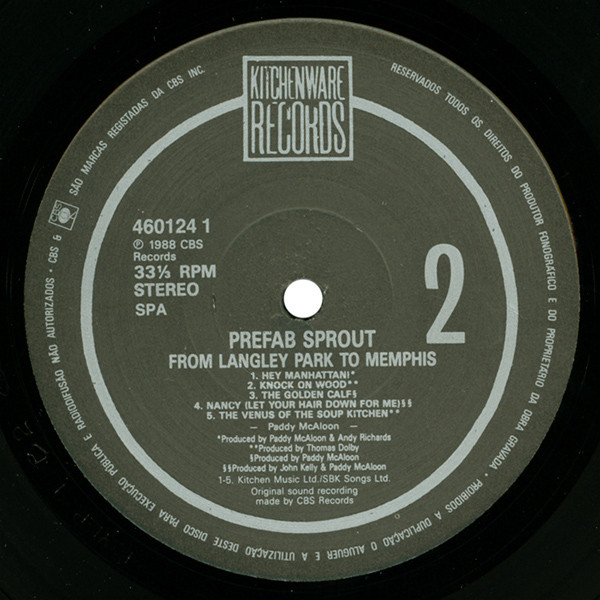 KITCHENWARE
RECORDS
RESERVADOS TODOS OS DIREITOS DO PRODUTOR FONOGRÁFICO E DO PROPRIETÁRIO DA OBRA GRAVADA • PROIBIDOS A DUPLICAÇÃO O ALUGUER E A UTILIZAÇÃO DESTE DISCO PARA EXECUÇÃO PÚBLICA E RADIODIFUSÃO NÃO AUTORIZADOS • CBS & CBS SÃO MARCAS REGISTADAS DA CBS INC.
460124 1
℗ 1988 CBS
Records
33⅓ RPM
STEREO
SPA
2
PREFAB SPROUT
FROM LANGLEY PARK TO MEMPHIS
1. HEY MANHATTAN!*
2. KNOCK ON WOOD**
3. THE GOLDEN CALF§
4. NANCY (LET YOUR HAIR DOWN FOR ME)§§
5. THE VENUS OF THE SOUP KITCHEN**
— Paddy McAloon —
*Produced by Paddy McAloon & Andy Richards
**Produced by Thomas Dolby
§Produced by Paddy McAloon
§§Produced by John Kelly & Paddy McAloon
1-5. Kitchen Music Ltd./SBK Songs Ltd.
Original sound recording
made by CBS Records